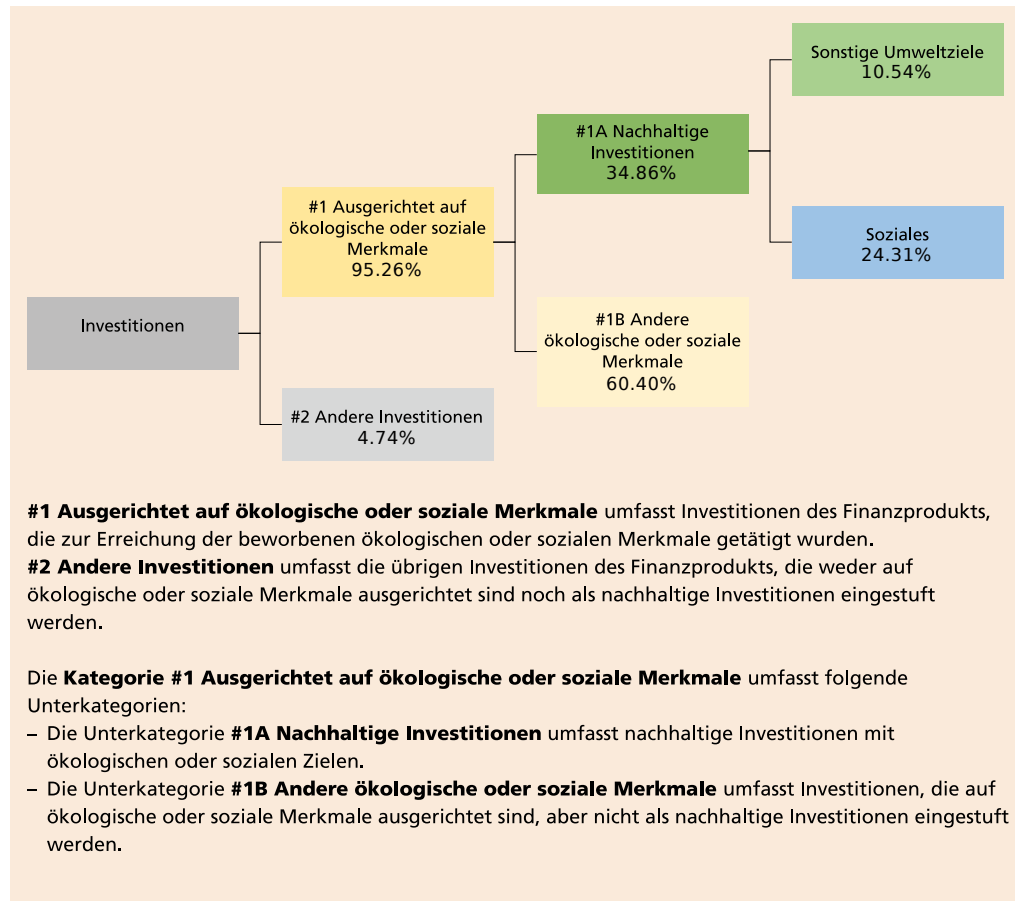 Sonstige Umweltziele
10.54%
#1A Nachhaltige
Investitionen
34.86%
#1 Ausgerichtet auf
ökologische oder soziale
Merkmale
95.26%
Soziales
24.31%
Investitionen
#1B Andere
ökologische oder soziale
Merkmale
60.40%
#2 Andere Investitionen
4.74%
#1 Ausgerichtet auf ökologische oder soziale Merkmale umfasst Investitionen des Finanzprodukts,
die zur Erreichung der beworbenen ökologischen oder sozialen Merkmale getätigt wurden.
#2 Andere Investitionen umfasst die übrigen Investitionen des Finanzprodukts, die weder auf
ökologische oder soziale Merkmale ausgerichtet sind noch als nachhaltige Investitionen eingestuft
werden.
Die Kategorie #1 Ausgerichtet auf ökologische oder soziale Merkmale umfasst folgende
Unterkategorien:
– Die Unterkategorie #1A Nachhaltige Investitionen umfasst nachhaltige Investitionen mit
ökologischen oder sozialen Zielen.
– Die Unterkategorie #1B Andere ökologische oder soziale Merkmale umfasst Investitionen, die auf
ökologische oder soziale Merkmale ausgerichtet sind, aber nicht als nachhaltige Investitionen eingestuft
werden.